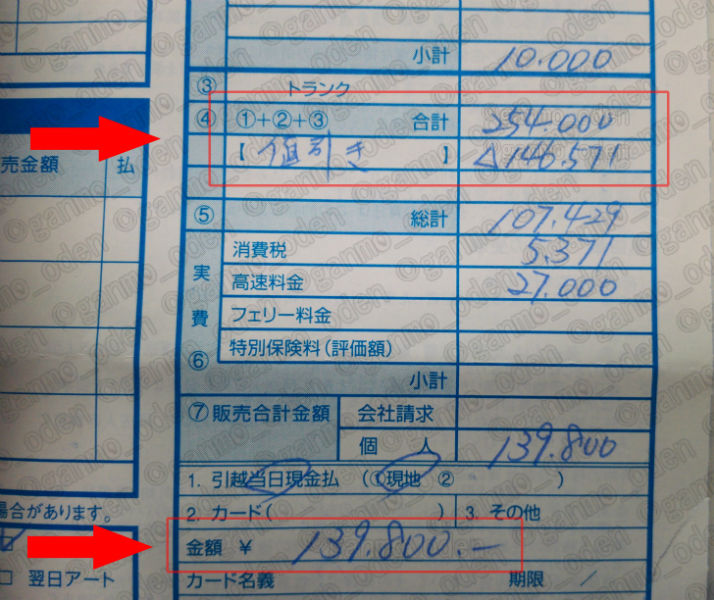 小計 10.000
③ トランク
④ ①+②+③ 合計 254.000
【 値引き 】 △146.571
売金額 払
⑤ 総計 107.429
実費⑥
消費税 5.371
高速料金 27.000
フェリー料金
特別保険料(評価額)
小計
⑦販売合計金額 会社請求
個人 139.800
1. 引越当日現金払 (①現地 ② )
2. カード( ) 3. その他
場合があります。
金額 ¥ 139.800.-
□ 翌日アート
カード名義 期限 /
©ganmo_oden